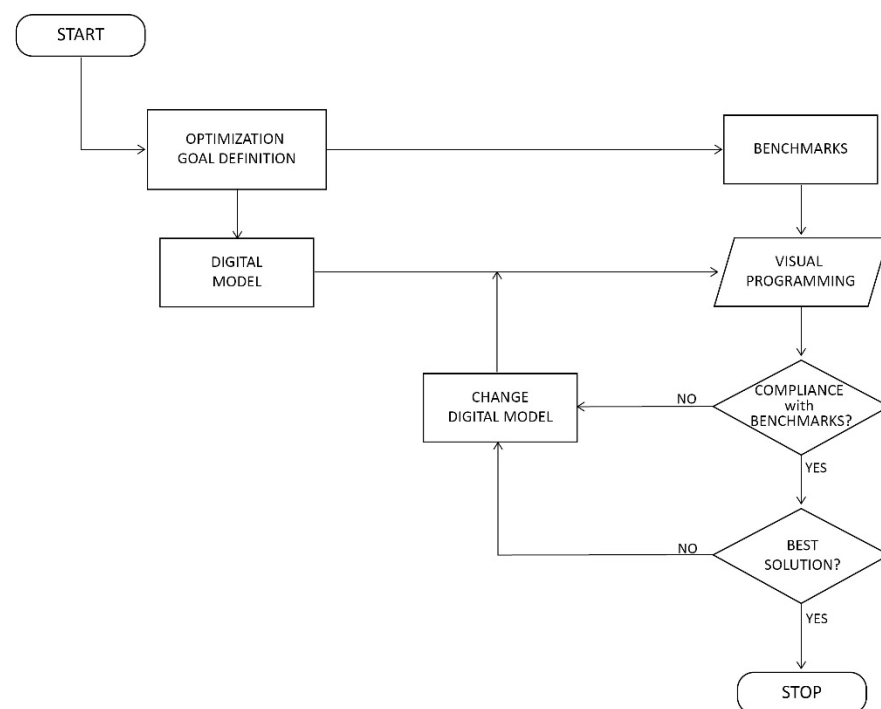 START
OPTIMIZATION
GOAL DEFINITION
BENCHMARKS
DIGITAL
MODEL
VISUAL
PROGRAMMING
CHANGE
DIGITAL MODEL
NO
COMPLIANCE
with
BENCHMARKS?
YES
NO
BEST
SOLUTION?
YES
STOP